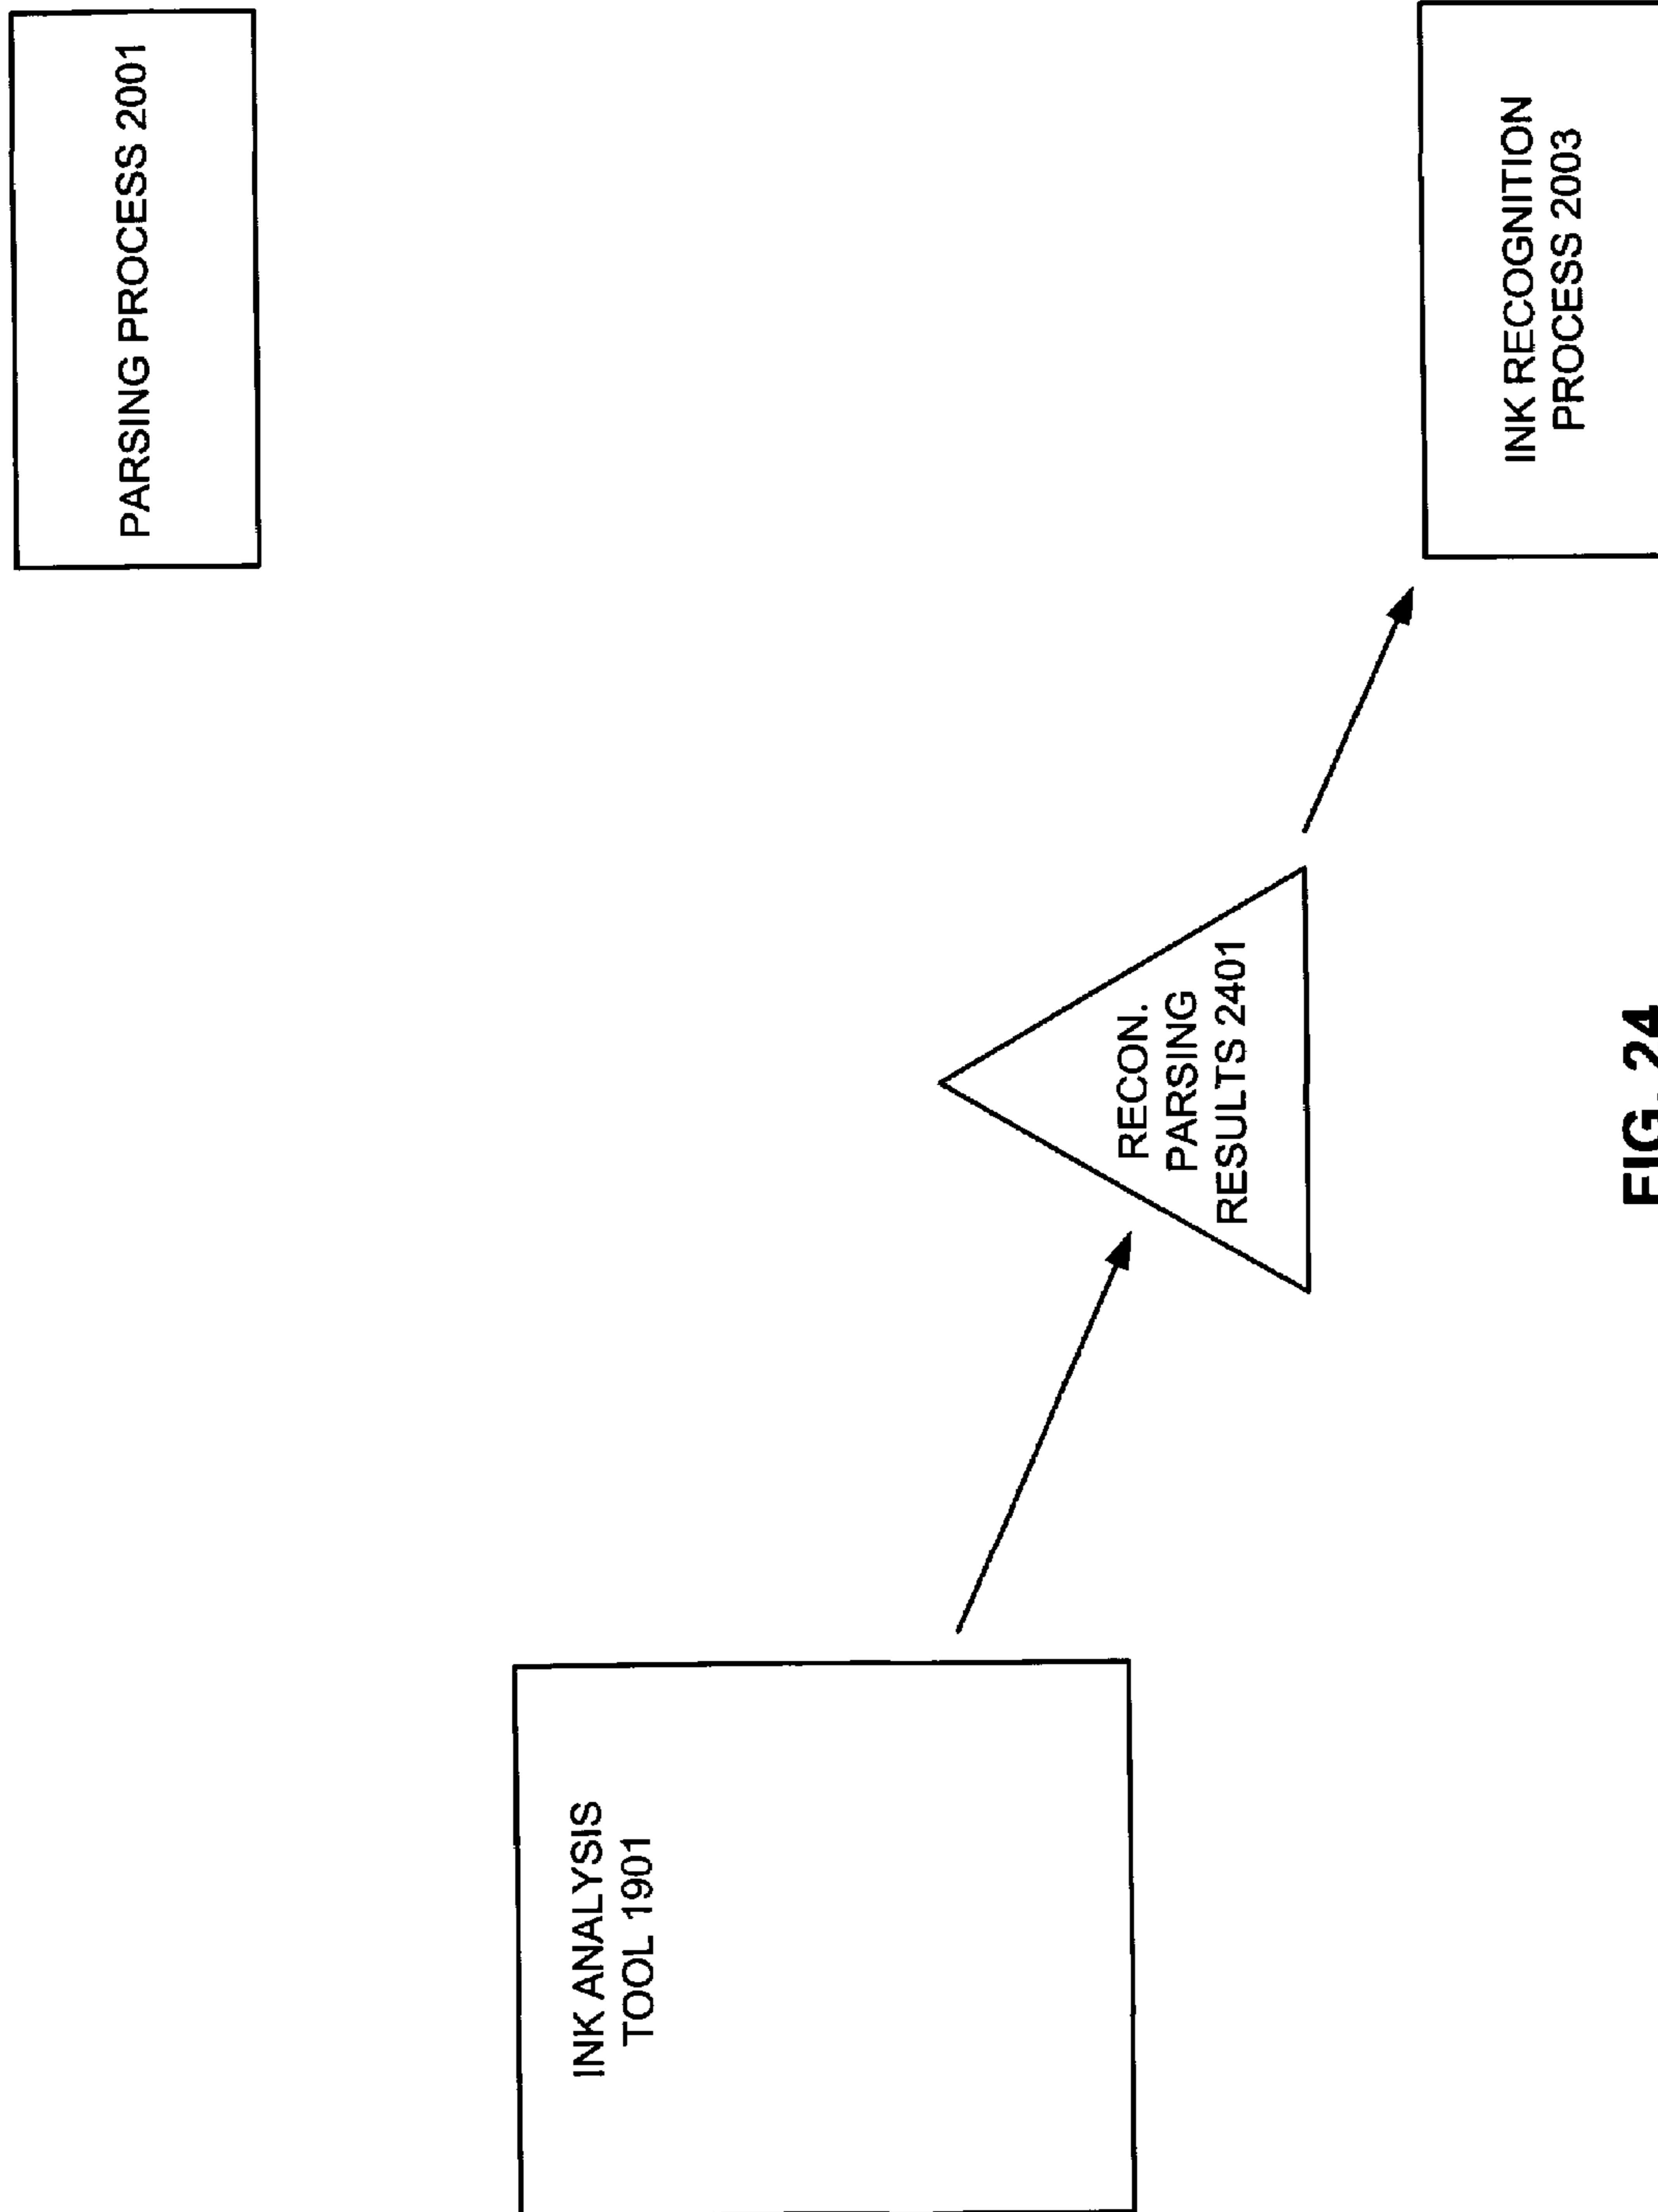 PARSING PROCESS 2001
INK ANALYSIS
TOOL 1901
RECON.
PARSING
RESULTS 2401
INK RECOGNITION
PROCESS 2003
FIG. 24